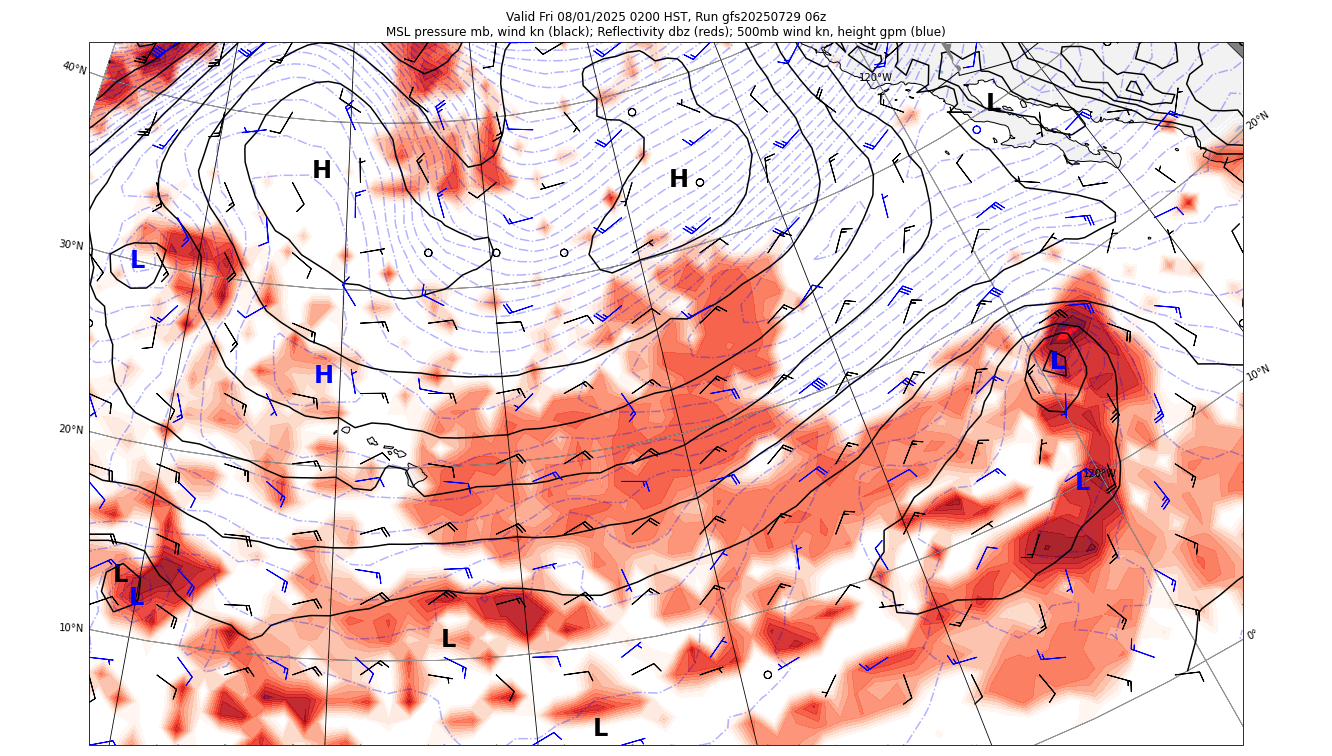 Valid Fri 08/01/2025 0200 HST, Run gfs20250729 06z
MSL pressure mb, wind kn (black); Reflectivity dbz (reds); 500mb wind kn, height gpm (blue)
40°N
120°W
L
20°N
H
H
30°N
L
L
10°N
H
20°N
120°W
L
L
L
10°N
L
0°
L